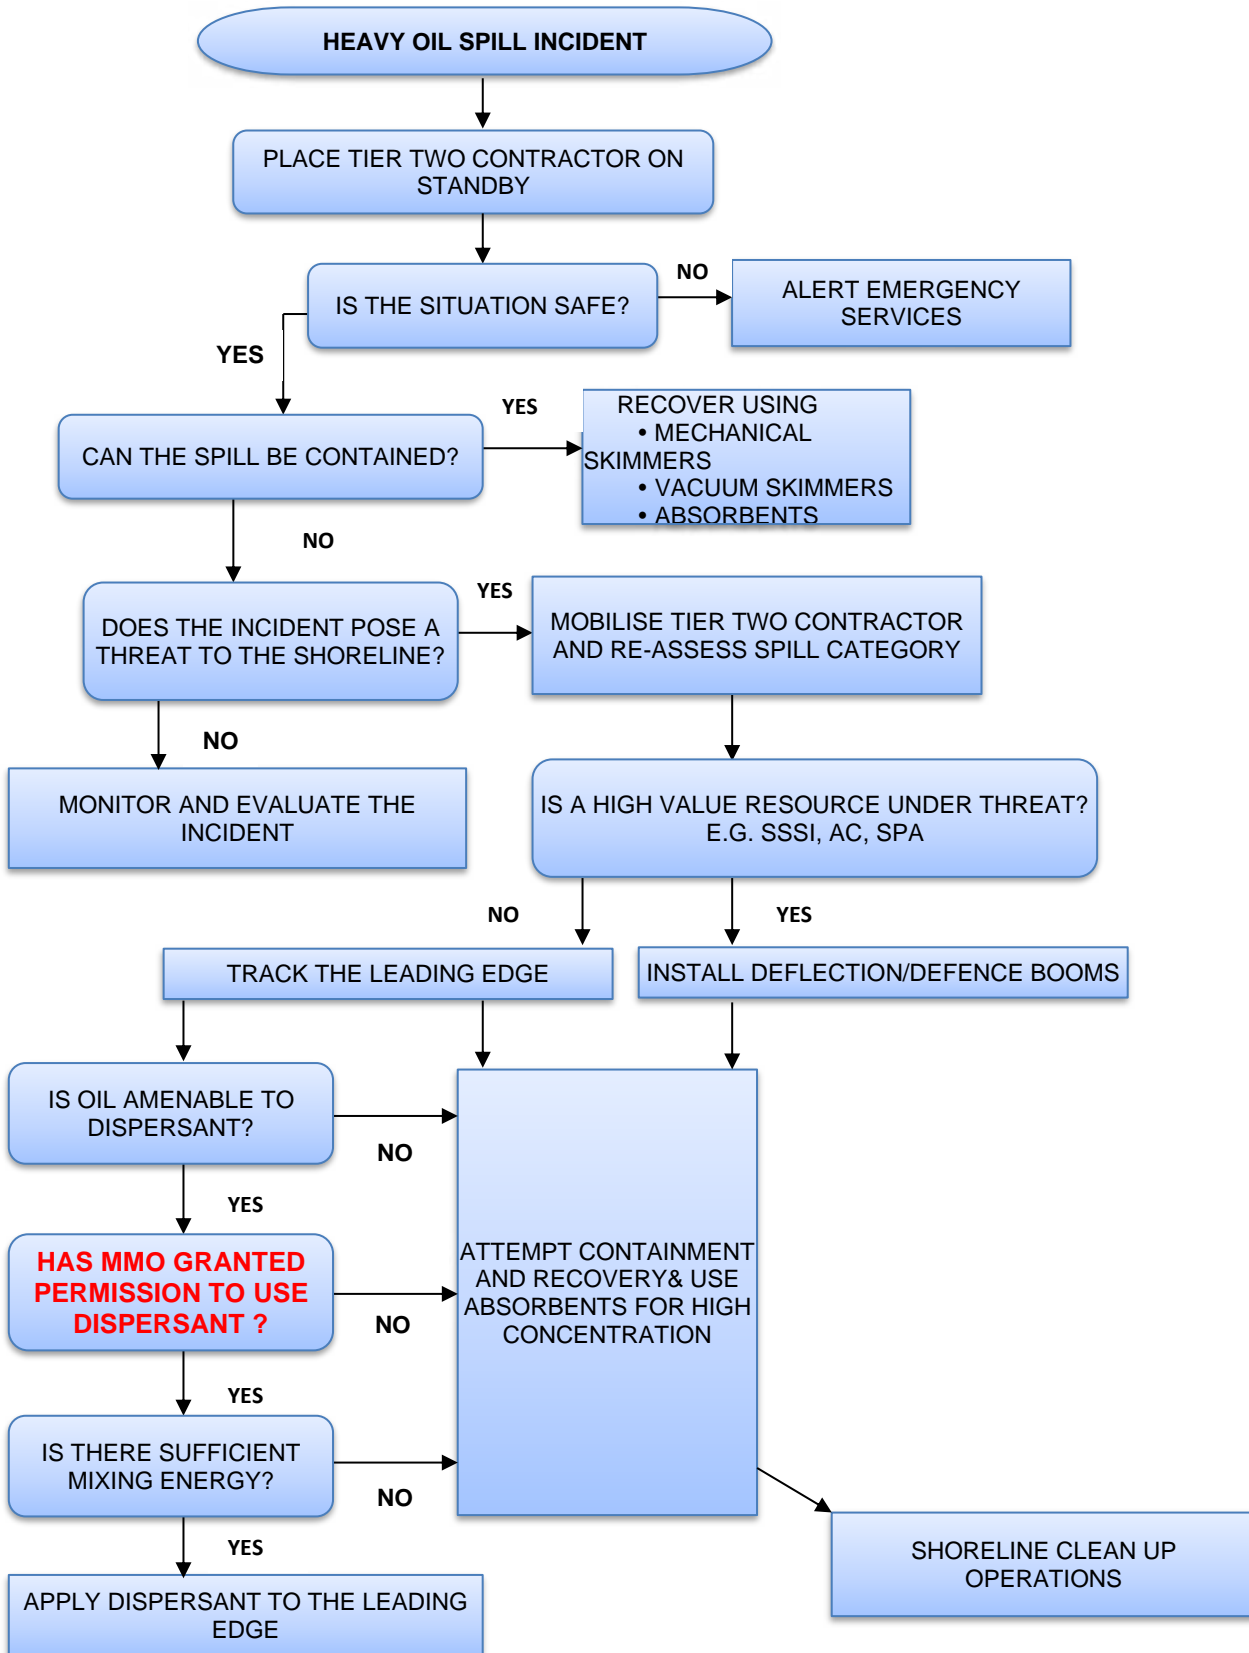 HEAVY OIL SPILL INCIDENT
PLACE TIER TWO CONTRACTOR ON
STANDBY
IS THE SITUATION SAFE?
NO
ALERT EMERGENCY
SERVICES
YES
CAN THE SPILL BE CONTAINED?
YES
RECOVER USING
• MECHANICAL
SKIMMERS
• VACUUM SKIMMERS
• ABSORBENTS
NO
DOES THE INCIDENT POSE A
THREAT TO THE SHORELINE?
YES
MOBILISE TIER TWO CONTRACTOR
AND RE-ASSESS SPILL CATEGORY
NO
MONITOR AND EVALUATE THE
INCIDENT
IS A HIGH VALUE RESOURCE UNDER THREAT?
E.G. SSSI, AC, SPA
NO
YES
TRACK THE LEADING EDGE
INSTALL DEFLECTION/DEFENCE BOOMS
IS OIL AMENABLE TO
DISPERSANT?
NO
YES
HAS MMO GRANTED
PERMISSION TO USE
DISPERSANT ?
NO
ATTEMPT CONTAINMENT
AND RECOVERY& USE
ABSORBENTS FOR HIGH
CONCENTRATION
YES
IS THERE SUFFICIENT
MIXING ENERGY?
NO
YES
APPLY DISPERSANT TO THE LEADING
EDGE
SHORELINE CLEAN UP
OPERATIONS